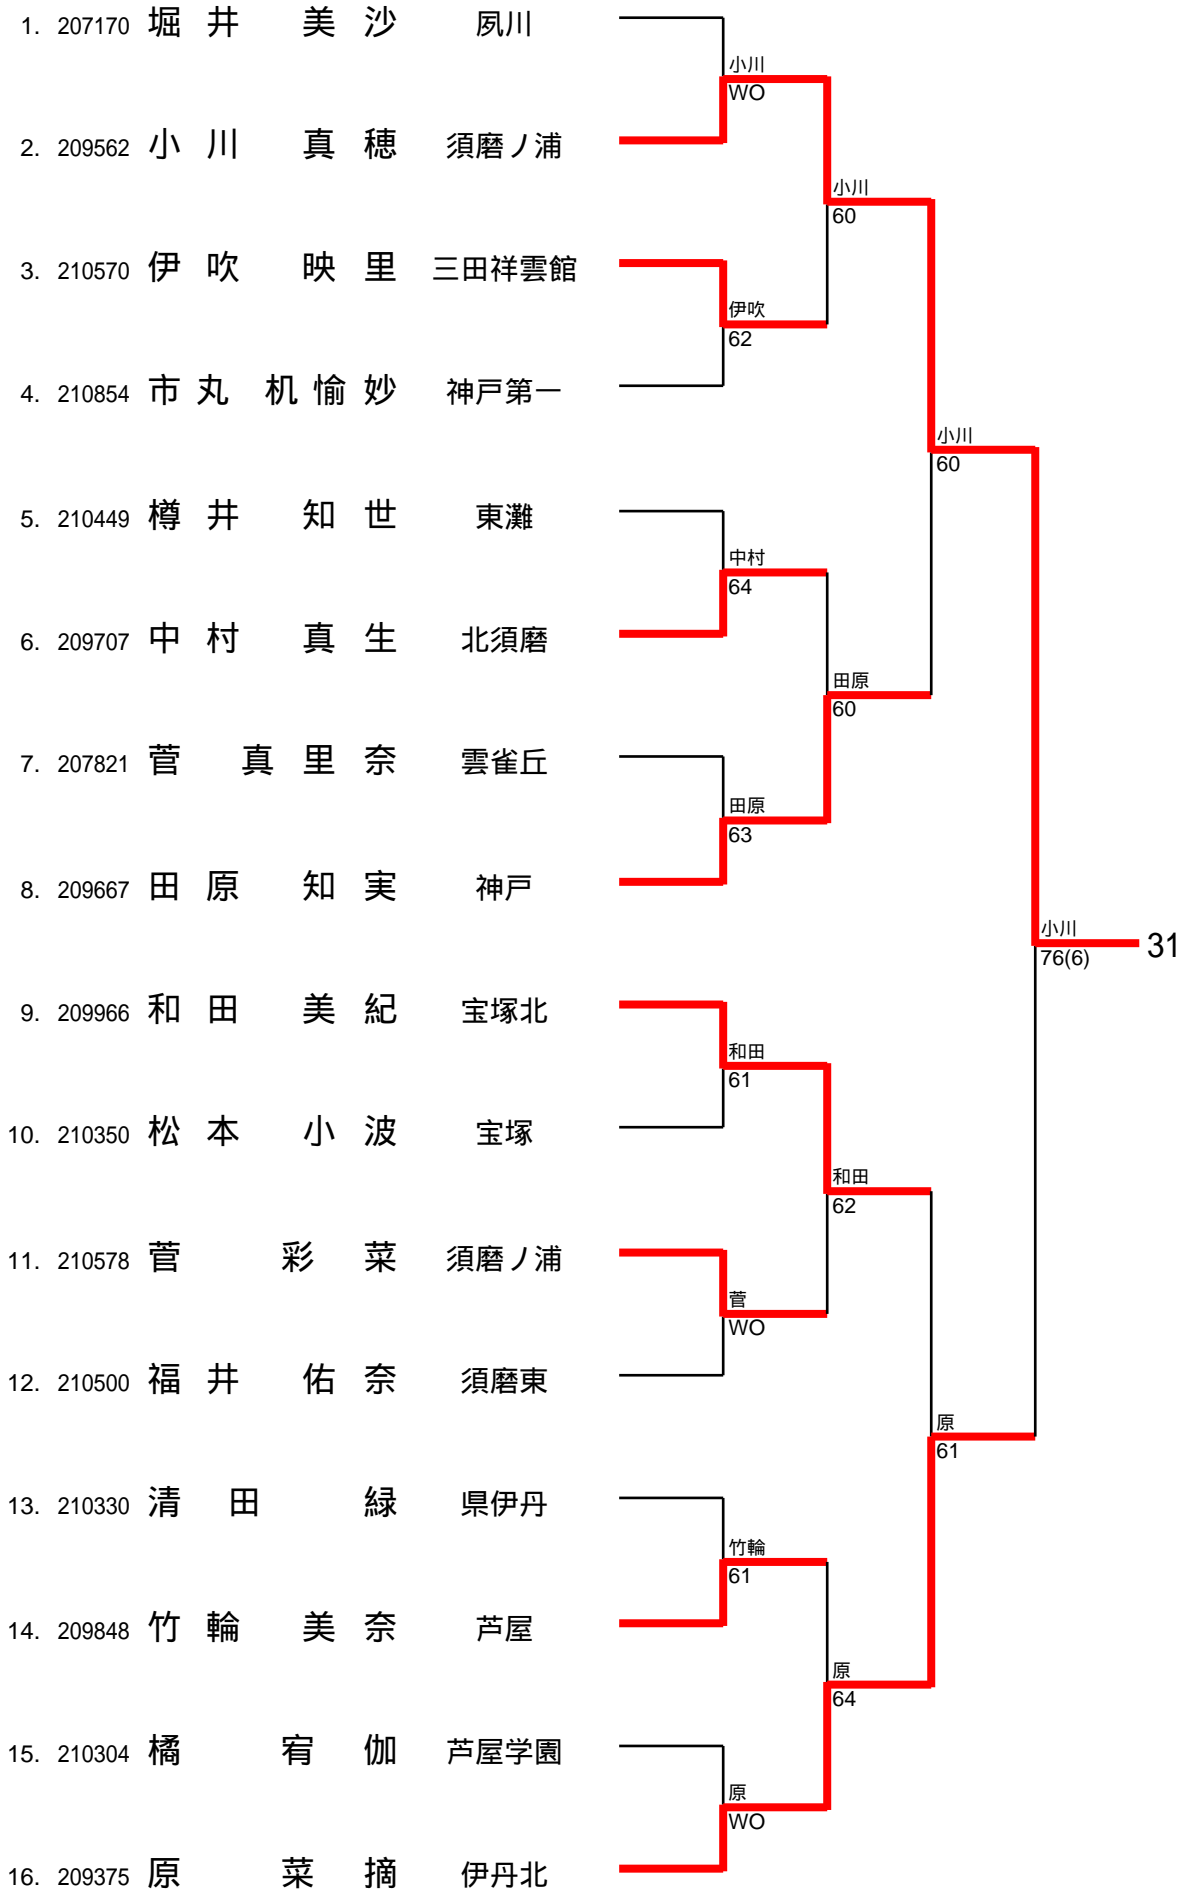 1. 207170 堀井 美沙 夙川
小川
WO
2. 209562 小川 真穂 須磨ノ浦
小川
60
3. 210570 伊吹 映里 三田祥雲館
伊吹
62
4. 210854 市丸 机愉妙 神戸第一
小川
60
5. 210449 樽井 知世 東灘
中村
64
6. 209707 中村 真生 北須磨
田原
60
7. 207821 菅 真里奈 雲雀丘
田原
63
8. 209667 田原 知実 神戸
小川
76(6)
31
9. 209966 和田 美紀 宝塚北
和田
61
10. 210350 松本 小波 宝塚
和田
62
11. 210578 菅 彩菜 須磨ノ浦
菅
WO
12. 210500 福井 佑奈 須磨東
原
61
13. 210330 清田 緑 県伊丹
竹輪
61
14. 209848 竹輪 美奈 芦屋
原
64
15. 210304 橘 宥伽 芦屋学園
原
WO
16. 209375 原 菜摘 伊丹北